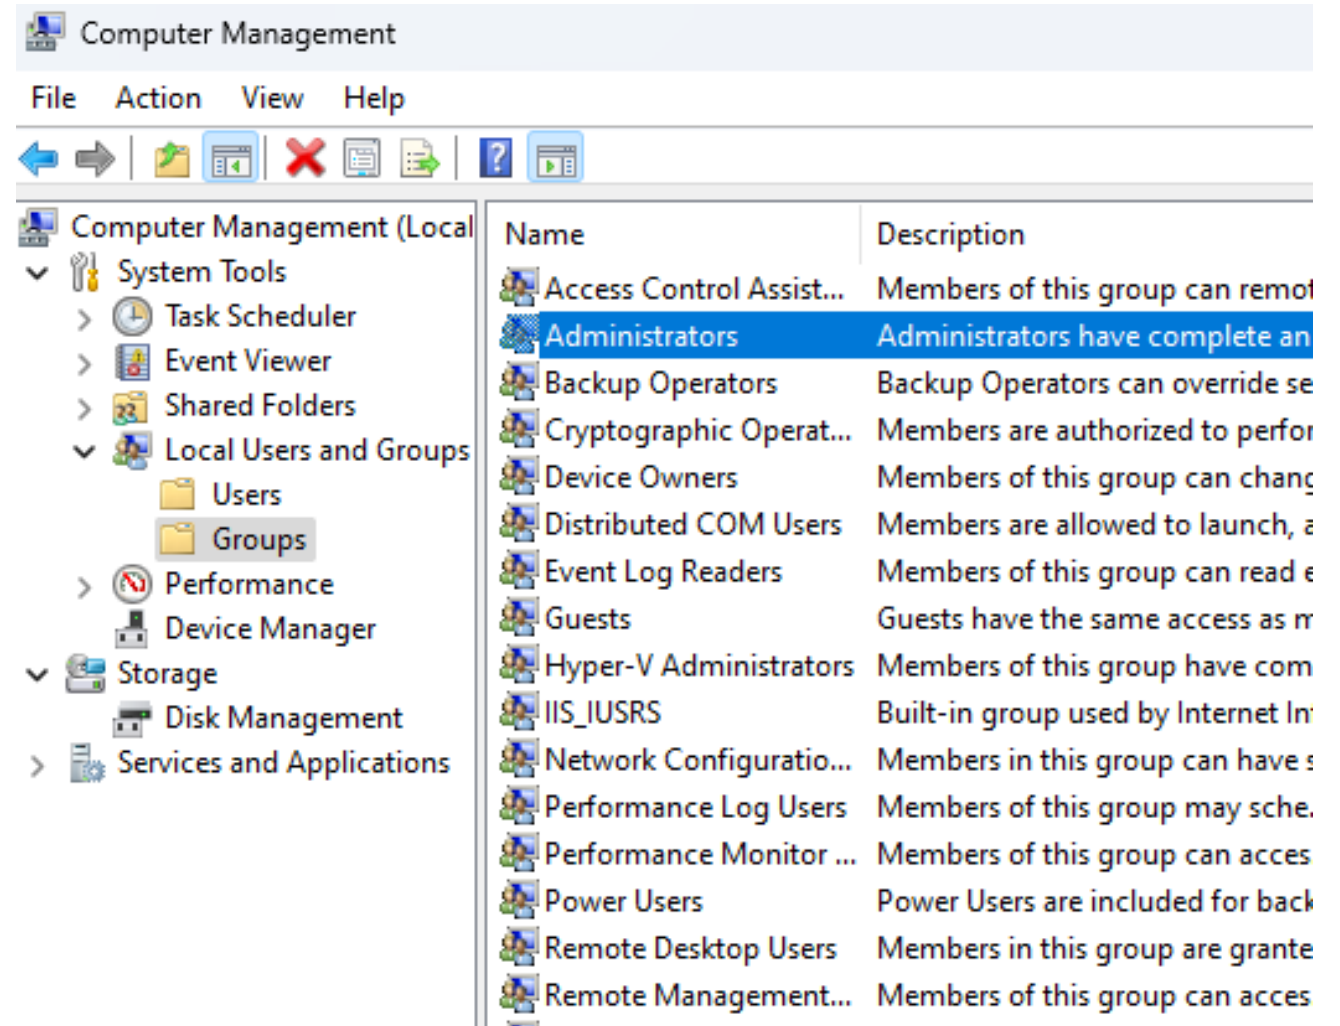 Computer Management
File Action View Help
Computer Management (Local
System Tools
Task Scheduler
Event Viewer
Shared Folders
Local Users and Groups
Users
Groups
Performance
Device Manager
Storage
Disk Management
Services and Applications
Name Description
Access Control Assist... Members of this group can remot
Administrators Administrators have complete an
Backup Operators Backup Operators can override se
Cryptographic Operat... Members are authorized to perfor
Device Owners Members of this group can chang
Distributed COM Users Members are allowed to launch, a
Event Log Readers Members of this group can read e
Guests Guests have the same access as m
Hyper-V Administrators Members of this group have com
IIS_IUSRS Built-in group used by Internet In
Network Configuratio... Members in this group can have s
Performance Log Users Members of this group may sche.
Performance Monitor ... Members of this group can acces
Power Users Power Users are included for back
Remote Desktop Users Members in this group are grante
Remote Management... Members of this group can acces